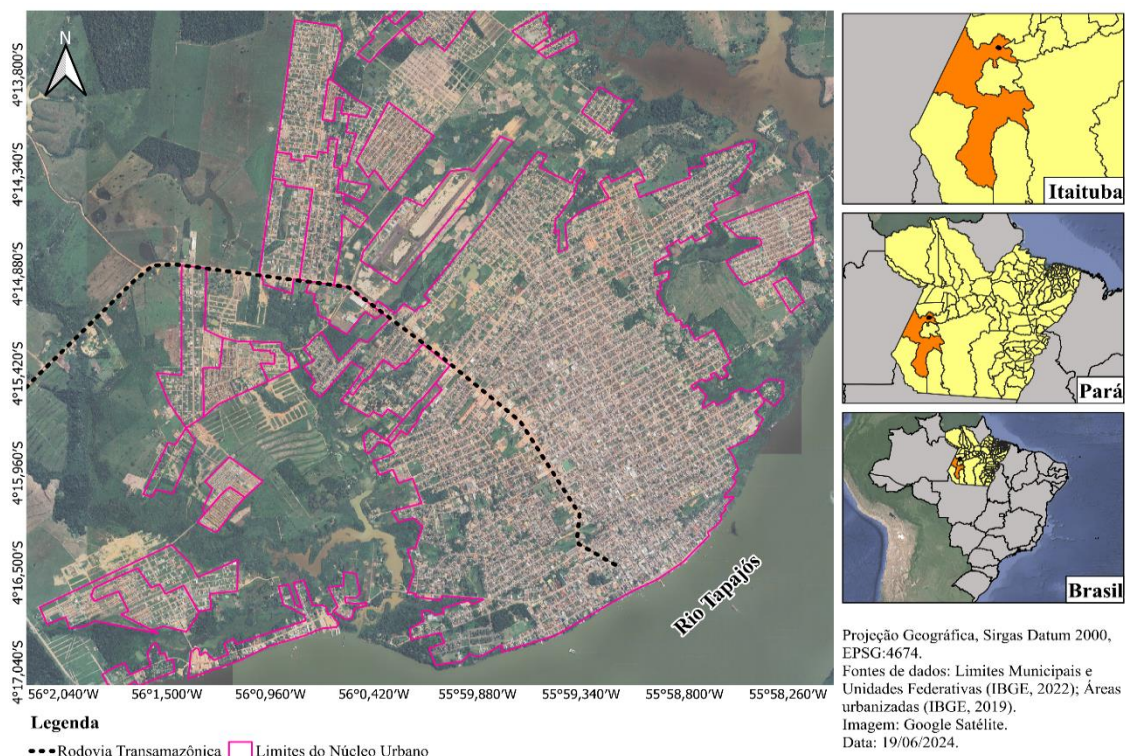 N
4°13,800'S
4°14,340'S
4°14,880'S
4°15,420'S
4°15,960'S
4°16,500'S
4°17,040'S
Rio Tapajós
56°2,040'W
56°1,500'W
56°0,960'W
56°0,420'W
55°59,880'W
55°59,340'W
55°58,800'W
55°58,260'W
Legenda
Rodovia Transamazônica
Limites do Núcleo Urbano
Itaituba
Pará
Brasil
Projeção Geográfica, Sirgas Datum 2000,
EPSG:4674.
Fontes de dados: Limites Municipais e
Unidades Federativas (IBGE, 2022); Áreas
urbanizadas (IBGE, 2019).
Imagem: Google Satélite.
Data: 19/06/2024.